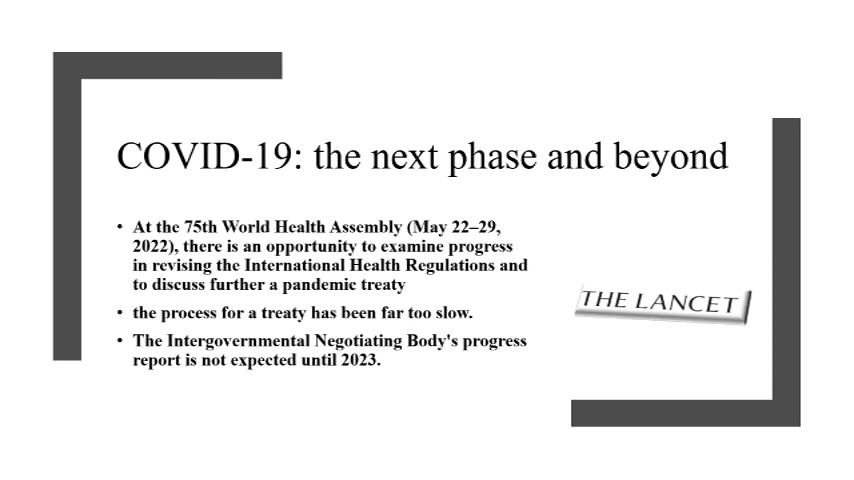 COVID-19: the next phase and beyond
• At the 75th World Health Assembly (May 22–29,
2022), there is an opportunity to examine progress
in revising the International Health Regulations and
to discuss further a pandemic treaty
• the process for a treaty has been far too slow.
• The Intergovernmental Negotiating Body's progress
report is not expected until 2023.
THE LANCET